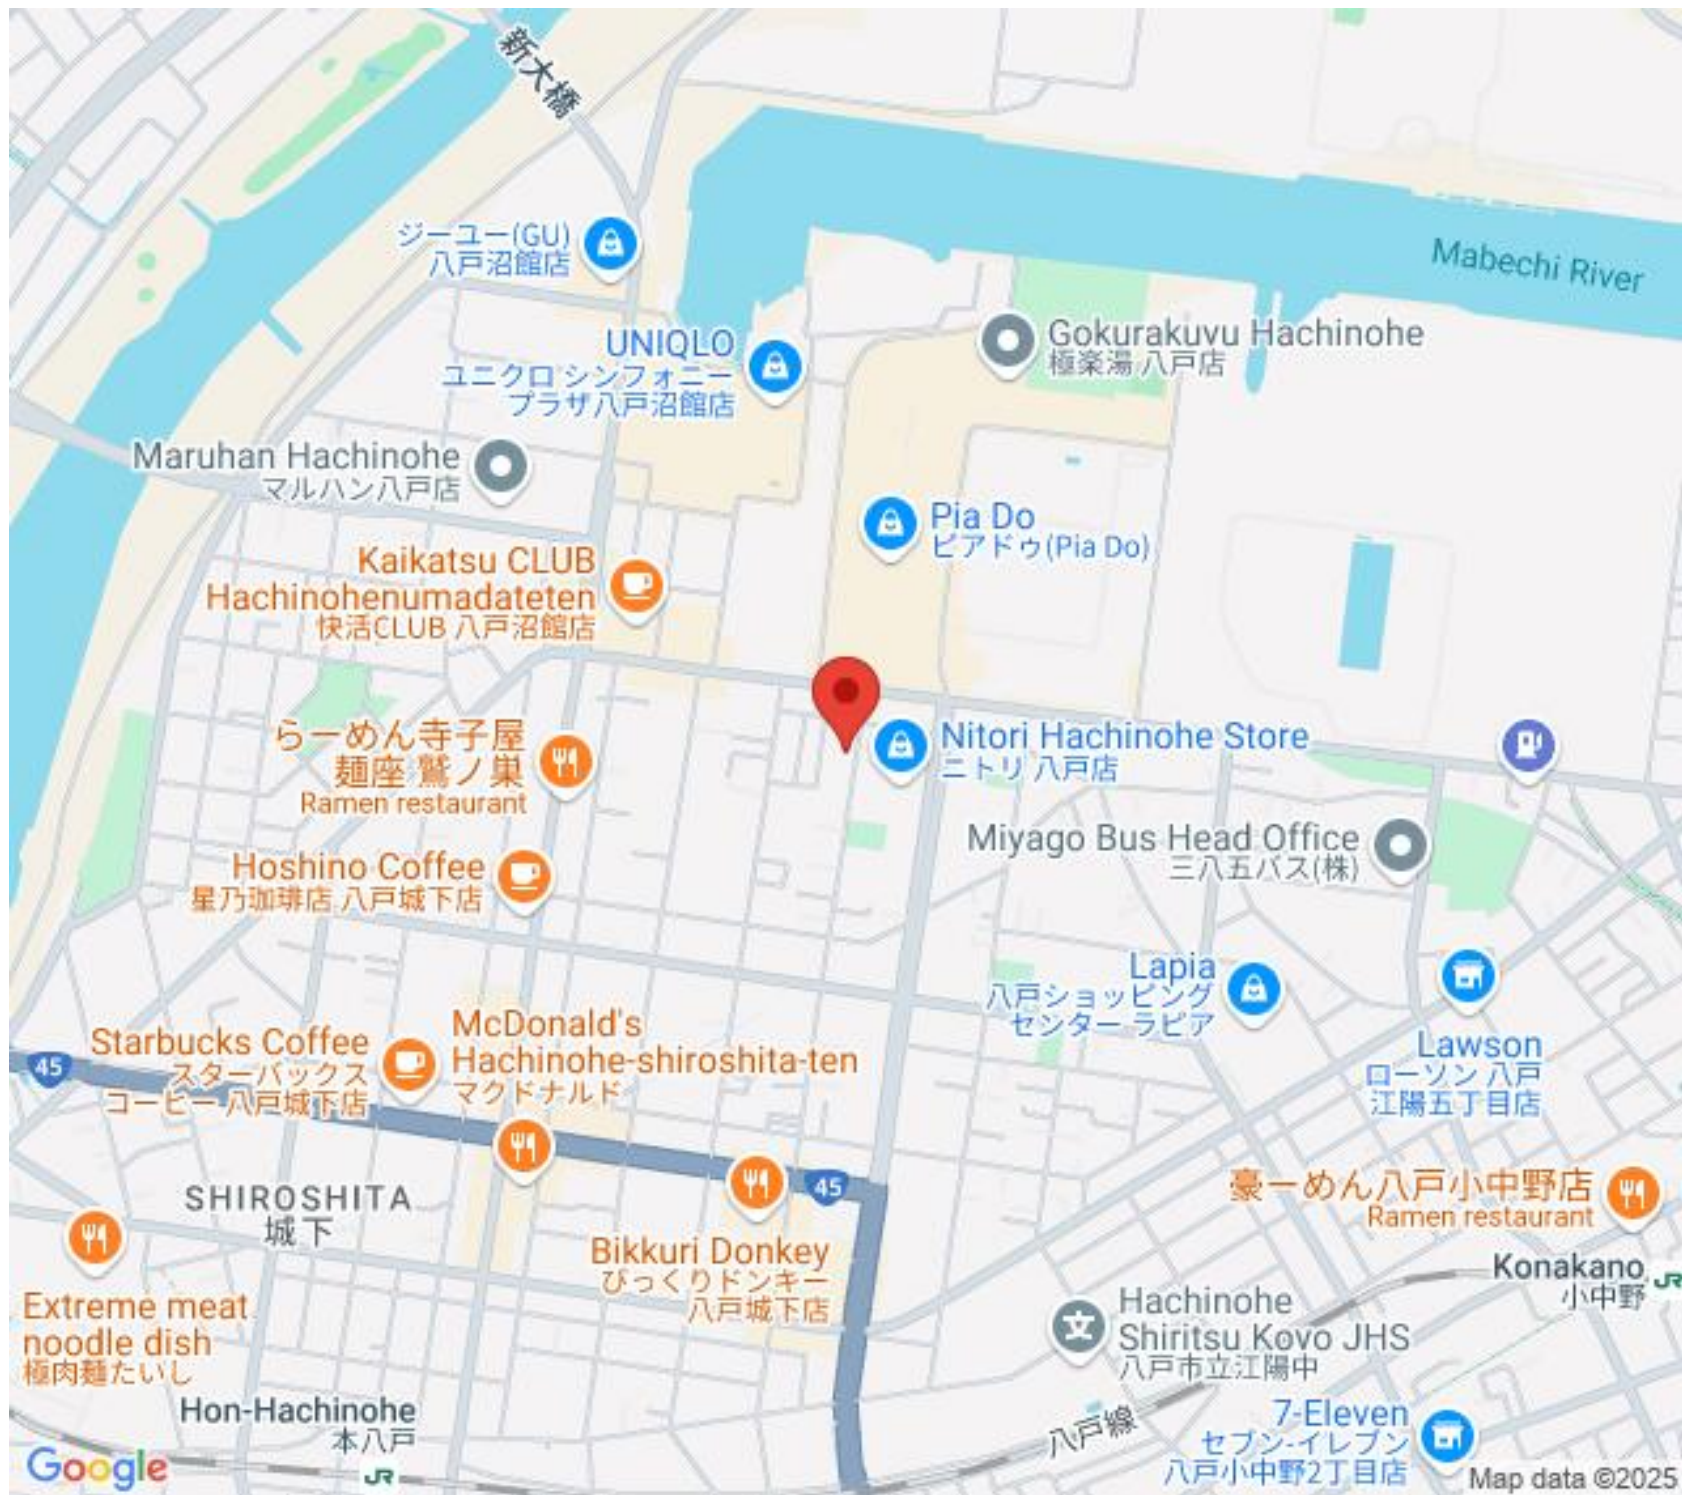 新大橋
ジーユー(GU)
八戸沼館店
Mabechi River
UNIQLO
ユニクロ シンフォニー
プラザ八戸沼館店
Gokurakuvu Hachinohe
極楽湯 八戸店
Maruhan Hachinohe
マルハン八戸店
Pia Do
ピアドゥ(Pia Do)
Kaikatsu CLUB
Hachinohenumadateten
快活CLUB 八戸沼館店
らーめん寺子屋
麺座 鷲ノ巣
Ramen restaurant
Nitori Hachinohe Store
ニトリ 八戸店
Miyago Bus Head Office
三八五バス(株)
Hoshino Coffee
星乃珈琲店 八戸城下店
Lapia
八戸ショッピング
センター ラピア
Lawson
ローソン 八戸
江陽五丁目店
45
Starbucks Coffee
スターバックス
コーヒー 八戸城下店
McDonald's
Hachinohe-shiroshita-ten
マクドナルド
45
SHIROSHITA
城下
豪ーめん八戸小中野店
Ramen restaurant
Bikkuri Donkey
びっくりドンキー
八戸城下店
Konakano
小中野
JR
Extreme meat
noodle dish
極肉麺たいし
Hachinohe
Shiritsu Kovo JHS
八戸市立江陽中
文
Hon-Hachinohe
本八戸
JR
八戸線
7-Eleven
セブン-イレブン
八戸小中野2丁目店
Google
Map data ©2025